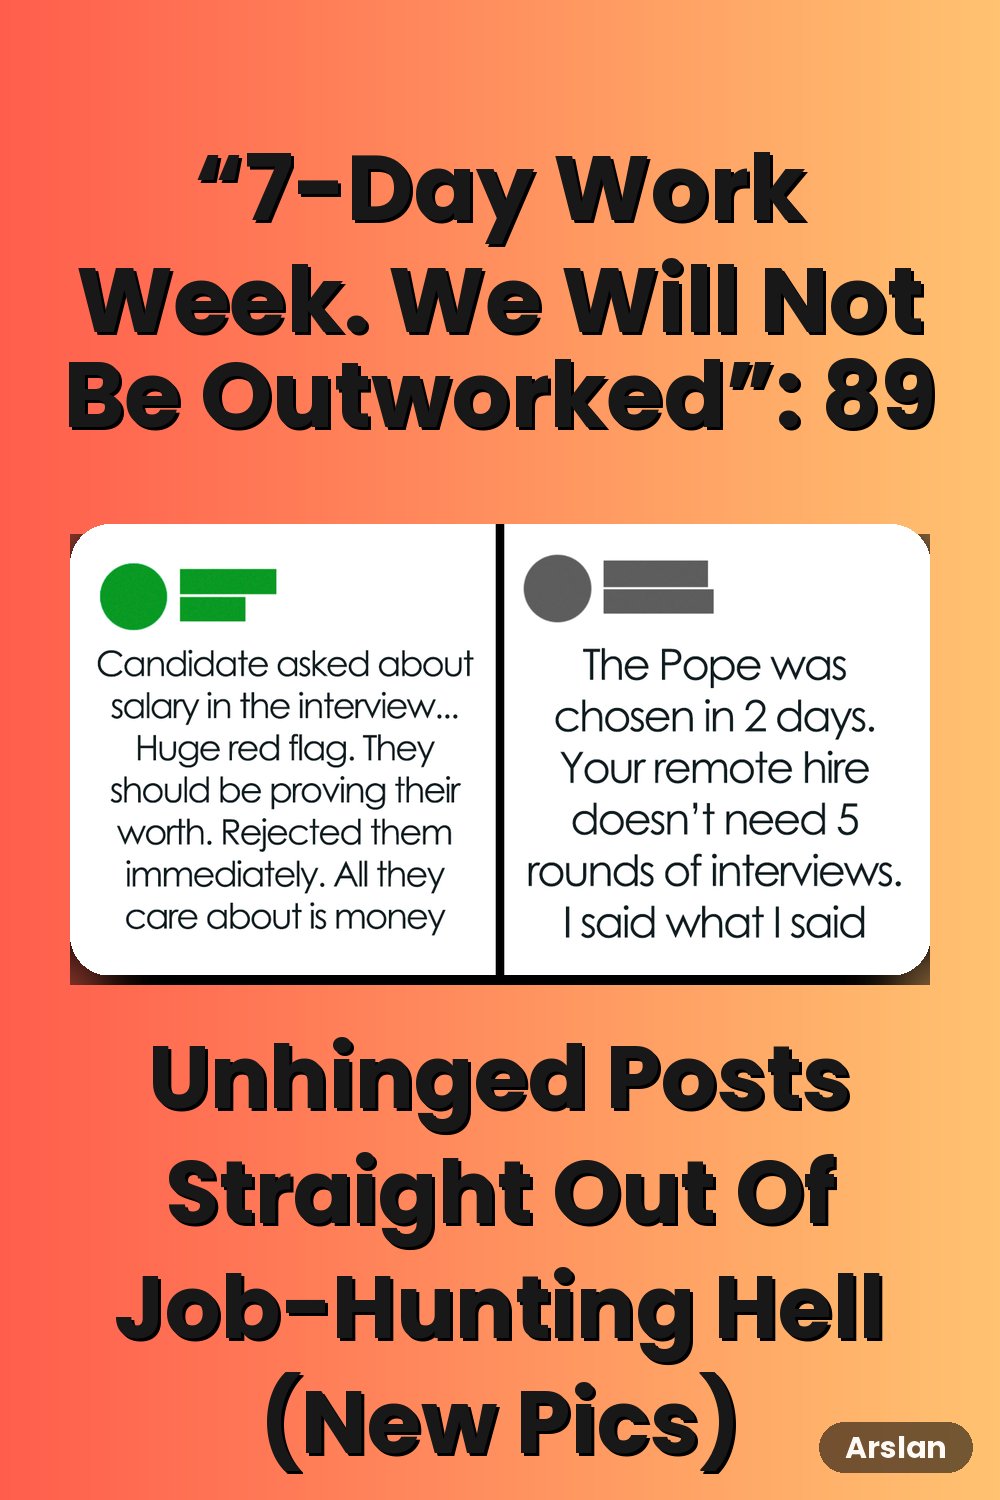 “7-Day Work
Week. We Will Not
Be Outworked”: 89
Candidate asked about
salary in the interview...
Huge red flag. They
should be proving their
worth. Rejected them
immediately. All they
care about is money
The Pope was
chosen in 2 days.
Your remote hire
doesn’t need 5
rounds of interviews.
I said what I said
Unhinged Posts
Straight Out Of
Job-Hunting Hell
(New Pics)
Arslan